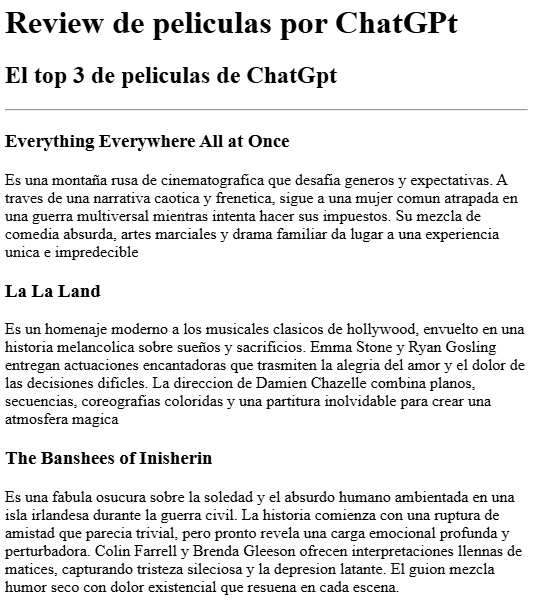 Review de peliculas por ChatGPt
El top 3 de peliculas de ChatGpt
Everything Everywhere All at Once
Es una montaña rusa de cinematografica que desafia generos y expectativas. A
traves de una narrativa caotica y frenetica, sigue a una mujer comun atrapada en
una guerra multiversal mientras intenta hacer sus impuestos. Su mezcla de
comedia absurda, artes marciales y drama familiar da lugar a una experiencia
unica e impredecible
La La Land
Es un homenaje moderno a los musicales clasicos de hollywood, envuelto en una
historia melancolica sobre sueños y sacrificios. Emma Stone y Ryan Gosling
entregan actuaciones encantadoras que trasmiten la alegria del amor y el dolor de
las decisiones dificles. La direccion de Damien Chazelle combina planos,
secuencias, coreografias coloridas y una partitura inolvidable para crear una
atmosfera magica
The Banshees of Inisherin
Es una fabula osucura sobre la soledad y el absurdo humano ambientada en una
isla irlandesa durante la guerra civil. La historia comienza con una ruptura de
amistad que parecia trivial, pero pronto revela una carga emocional profunda y
perturbadora. Colin Farrell y Brenda Gleeson ofrecen interpretaciones llennas de
matices, capturando tristeza sileciosa y la depresion latante. El guion mezcla
humor seco con dolor existencial que resuena en cada escena.